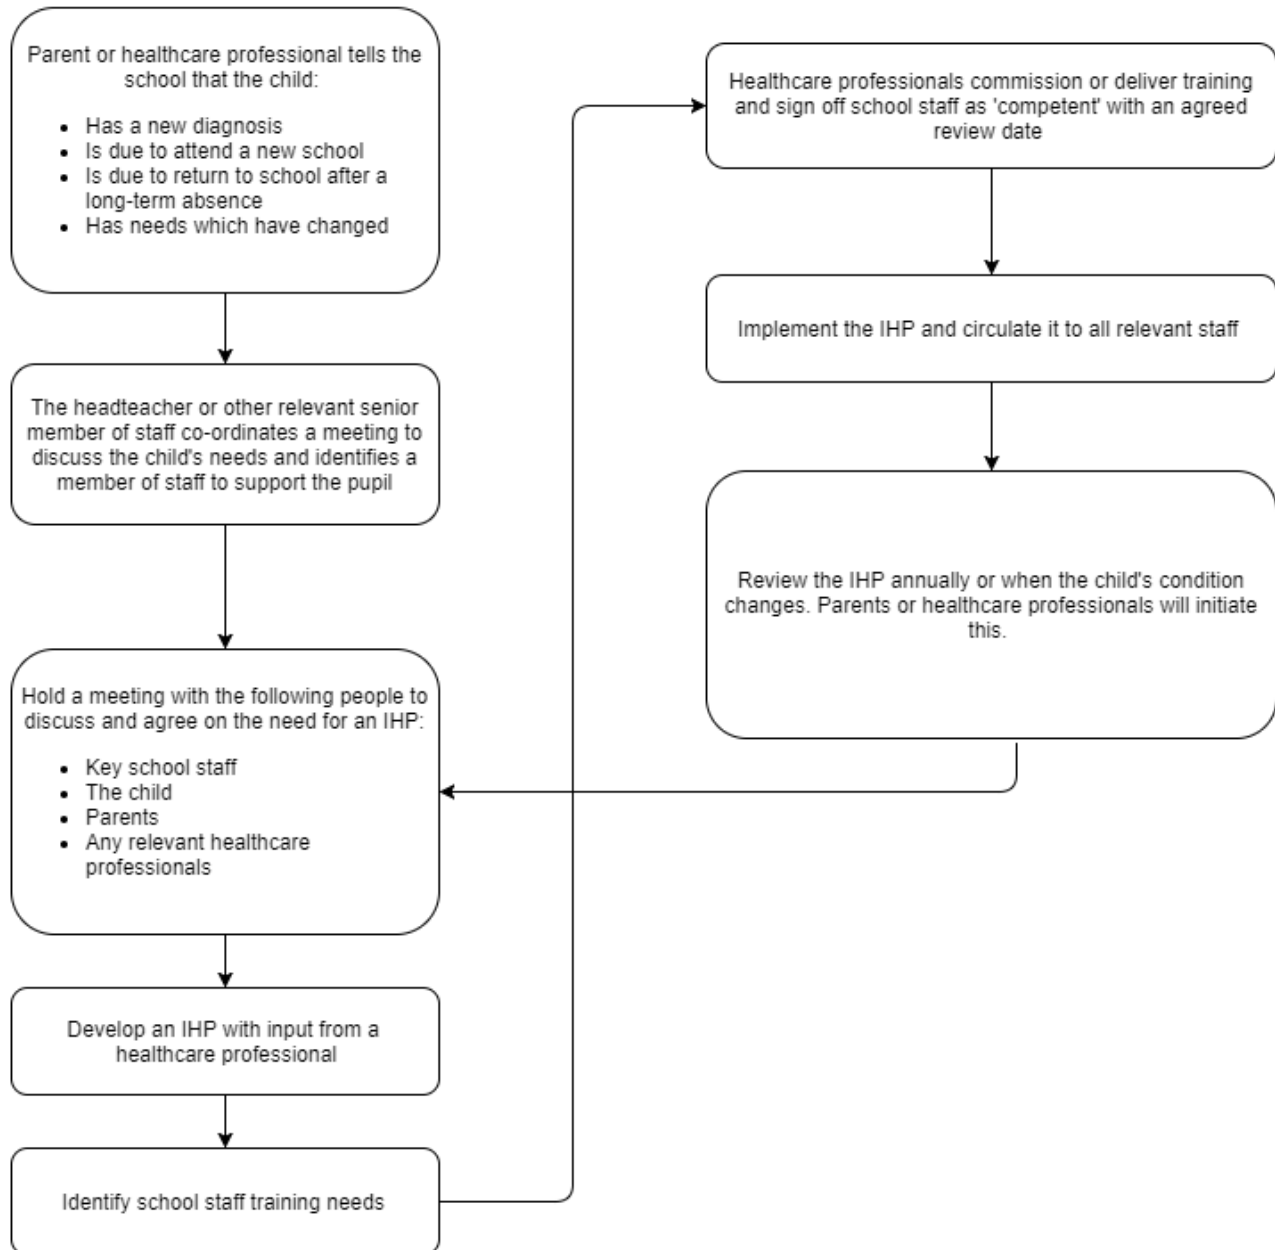 Parent or healthcare professional tells the
school that the child:
• Has a new diagnosis
• Is due to attend a new school
• Is due to return to school after a
long-term absence
• Has needs which have changed
The headteacher or other relevant senior
member of staff co-ordinates a meeting to
discuss the child's needs and identifies a
member of staff to support the pupil
Hold a meeting with the following people to
discuss and agree on the need for an IHP:
• Key school staff
• The child
• Parents
• Any relevant healthcare
professionals
Develop an IHP with input from a
healthcare professional
Identify school staff training needs
Healthcare professionals commission or deliver training
and sign off school staff as 'competent' with an agreed
review date
Implement the IHP and circulate it to all relevant staff
Review the IHP annually or when the child's condition
changes. Parents or healthcare professionals will initiate
this.